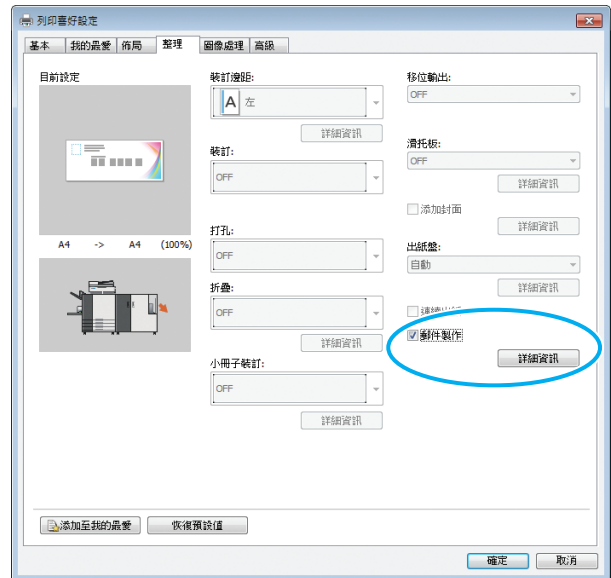 列印喜好設定
基本 我的最愛 佈局 整理 圖像處理 高級
目前設定
A4 -> A4 (100%)
裝訂邊距:
A 左
詳細資訊
裝訂:
OFF
打孔:
OFF
折疊:
OFF
詳細資訊
小冊子裝訂:
OFF
詳細資訊
移位輸出:
OFF
滑托板:
OFF
詳細資訊
添加封面
詳細資訊
出紙盤:
自動
詳細資訊
郵件製作
詳細資訊
添加至我的最愛 恢復預設值
確定 取消